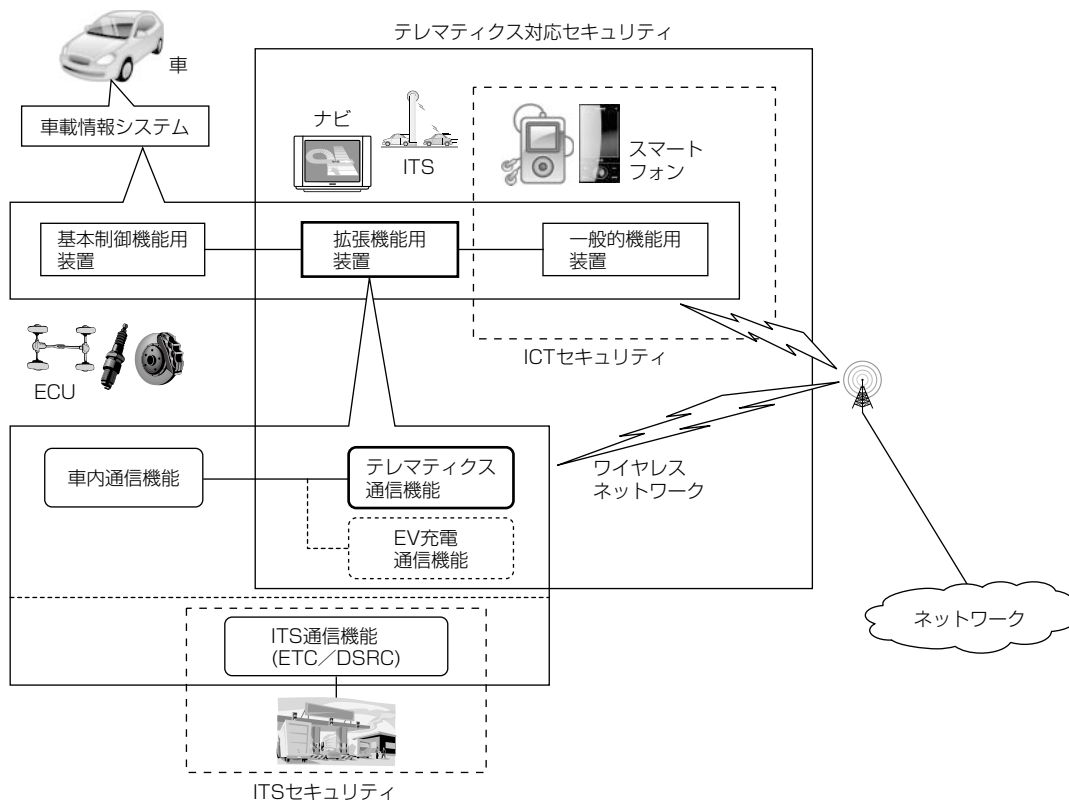 テレマティクス対応セキュリティ
車
車載情報システム
ナビ
ITS
スマート
フォン
基本制御機能用
装置
拡張機能用
装置
一般的機能用
装置
ICTセキュリティ
ECU
車内通信機能
テレマティクス
通信機能
ワイヤレス
ネットワーク
EV充電
通信機能
ネットワーク
ITS通信機能
(ETC／DSRC)
ITSセキュリティ